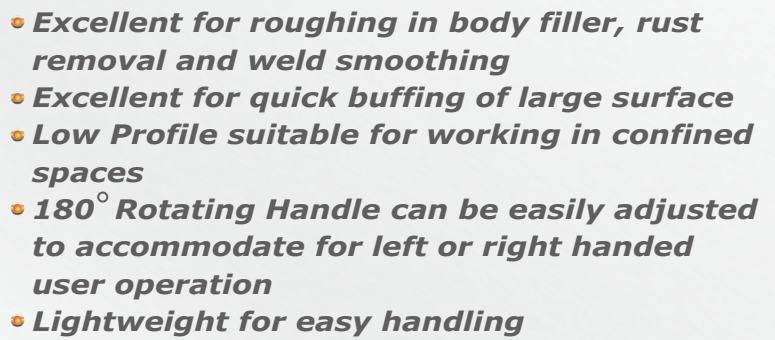 Excellent for roughing in body filler, rust
removal and weld smoothing
Excellent for quick buffing of large surface
Low Profile suitable for working in confined
spaces
180° Rotating Handle can be easily adjusted
to accommodate for left or right handed
user operation
Lightweight for easy handling